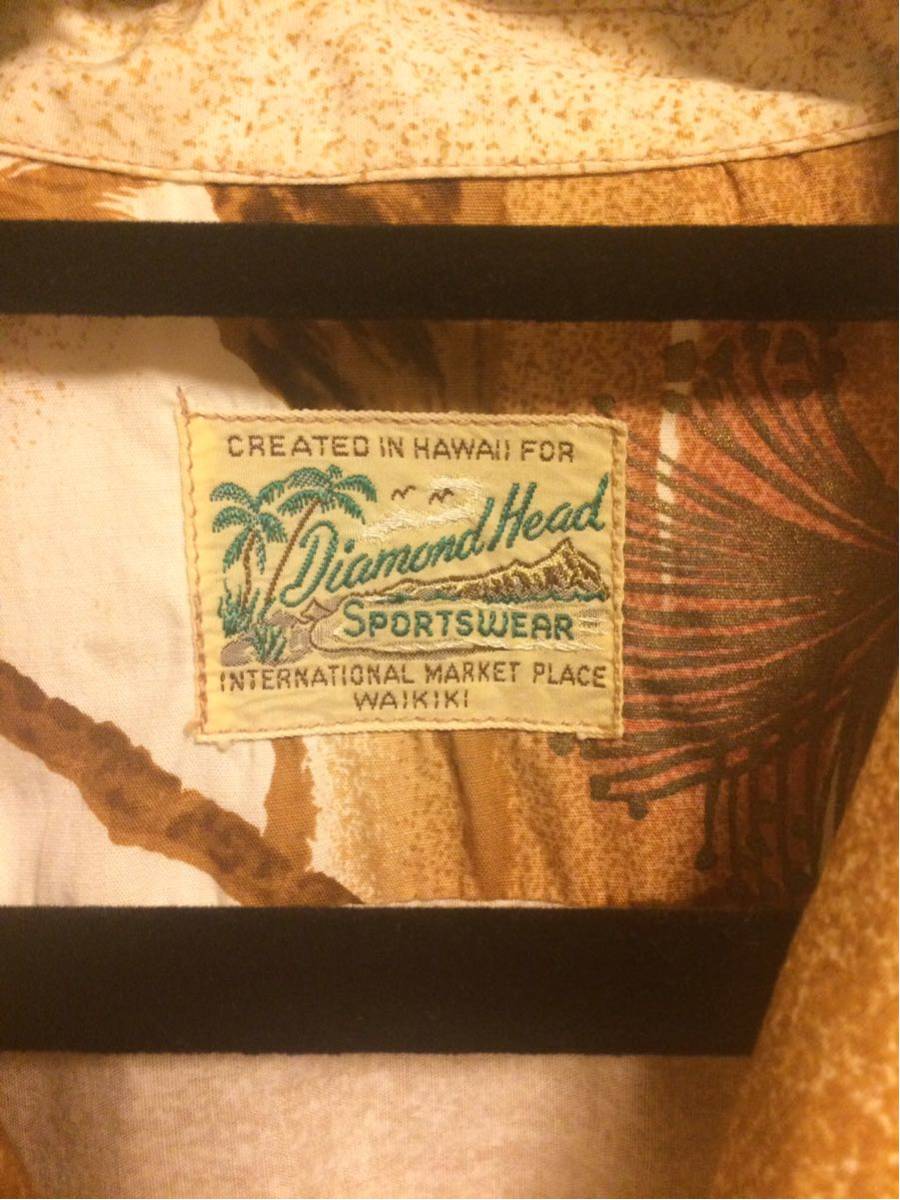 CREATED IN HAWAII FOR
Diamond Head
SPORTSWEAR
INTERNATIONAL MARKET PLACE
WAIKIKI